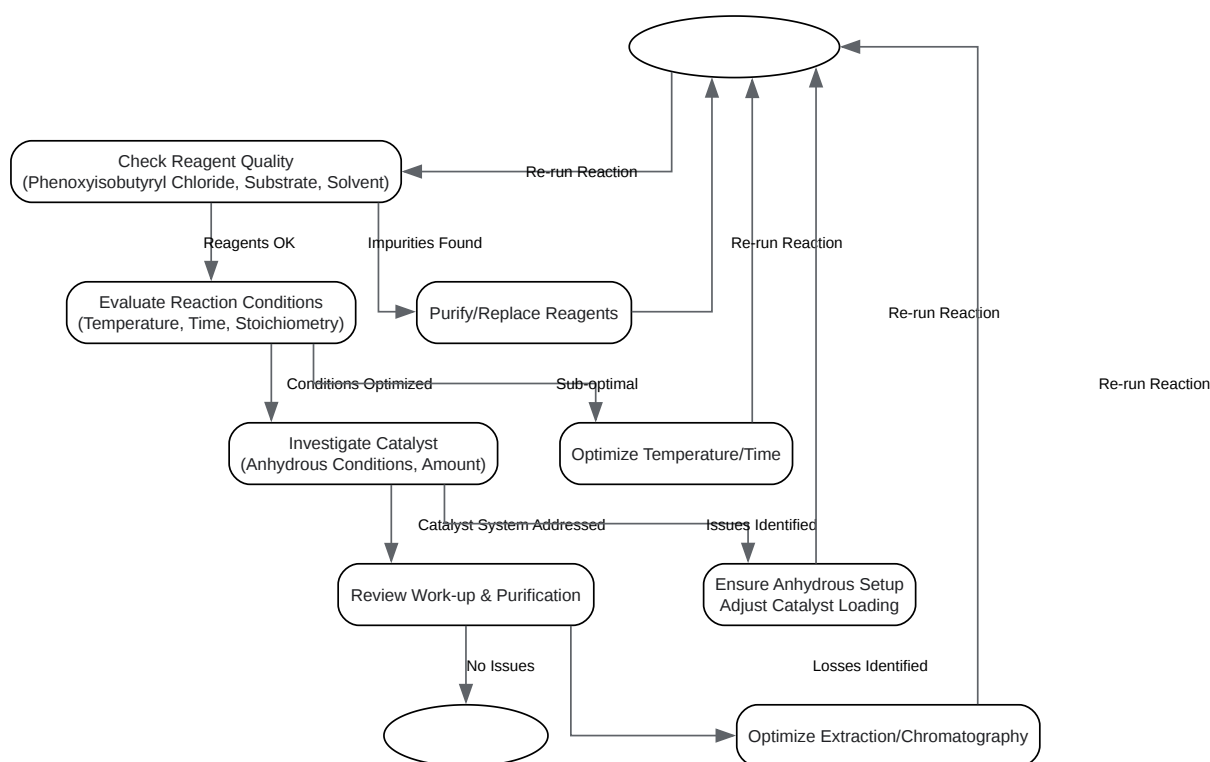 Check Reagent Quality
(Phenoxyisobutyryl Chloride, Substrate, Solvent)
Re-run Reaction
Reagents OK
Impurities Found
Re-run Reaction
Evaluate Reaction Conditions
(Temperature, Time, Stoichiometry)
Purify/Replace Reagents
Re-run Reaction
Conditions Optimized
Sub-optimal
Re-run Reaction
Investigate Catalyst
(Anhydrous Conditions, Amount)
Optimize Temperature/Time
Catalyst System Addressed
Issues Identified
Review Work-up & Purification
Ensure Anhydrous Setup
Adjust Catalyst Loading
No Issues
Losses Identified
Optimize Extraction/Chromatography